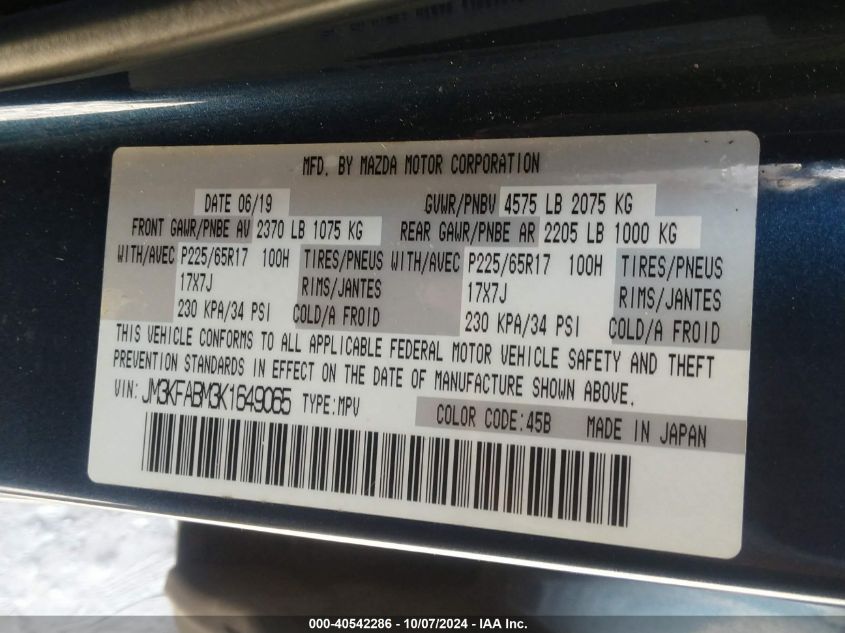 MFD. BY MAZDA MOTOR CORPORATION
DATE 06/19 GVWR/PNBV 4575 LB 2075 KG
FRONT GAWR/PNBE AV 2370 LB 1075 KG REAR GAWR/PNBE AR 2205 LB 1000 KG
WITH/AVEC P225/65R17 100H TIRES/PNEUS WITH/AVEC P225/65R17 100H TIRES/PNEUS
17X7J RIMS/JANTES 17X7J RIMS/JANTES
230 KPA/34 PSI COLD/A FROID 230 KPA/34 PSI COLD/A FROID
THIS VEHICLE CONFORMS TO ALL APPLICABLE FEDERAL MOTOR VEHICLE SAFETY AND THEFT
PREVENTION STANDARDS IN EFFECT ON THE DATE OF MANUFACTURE SHOWN ABOVE.
VIN: JM3KFABM3K1649065 TYPE:MPV
COLOR CODE:45B MADE IN JAPAN
000-40542286 - 10/07/2024 - IAA Inc.